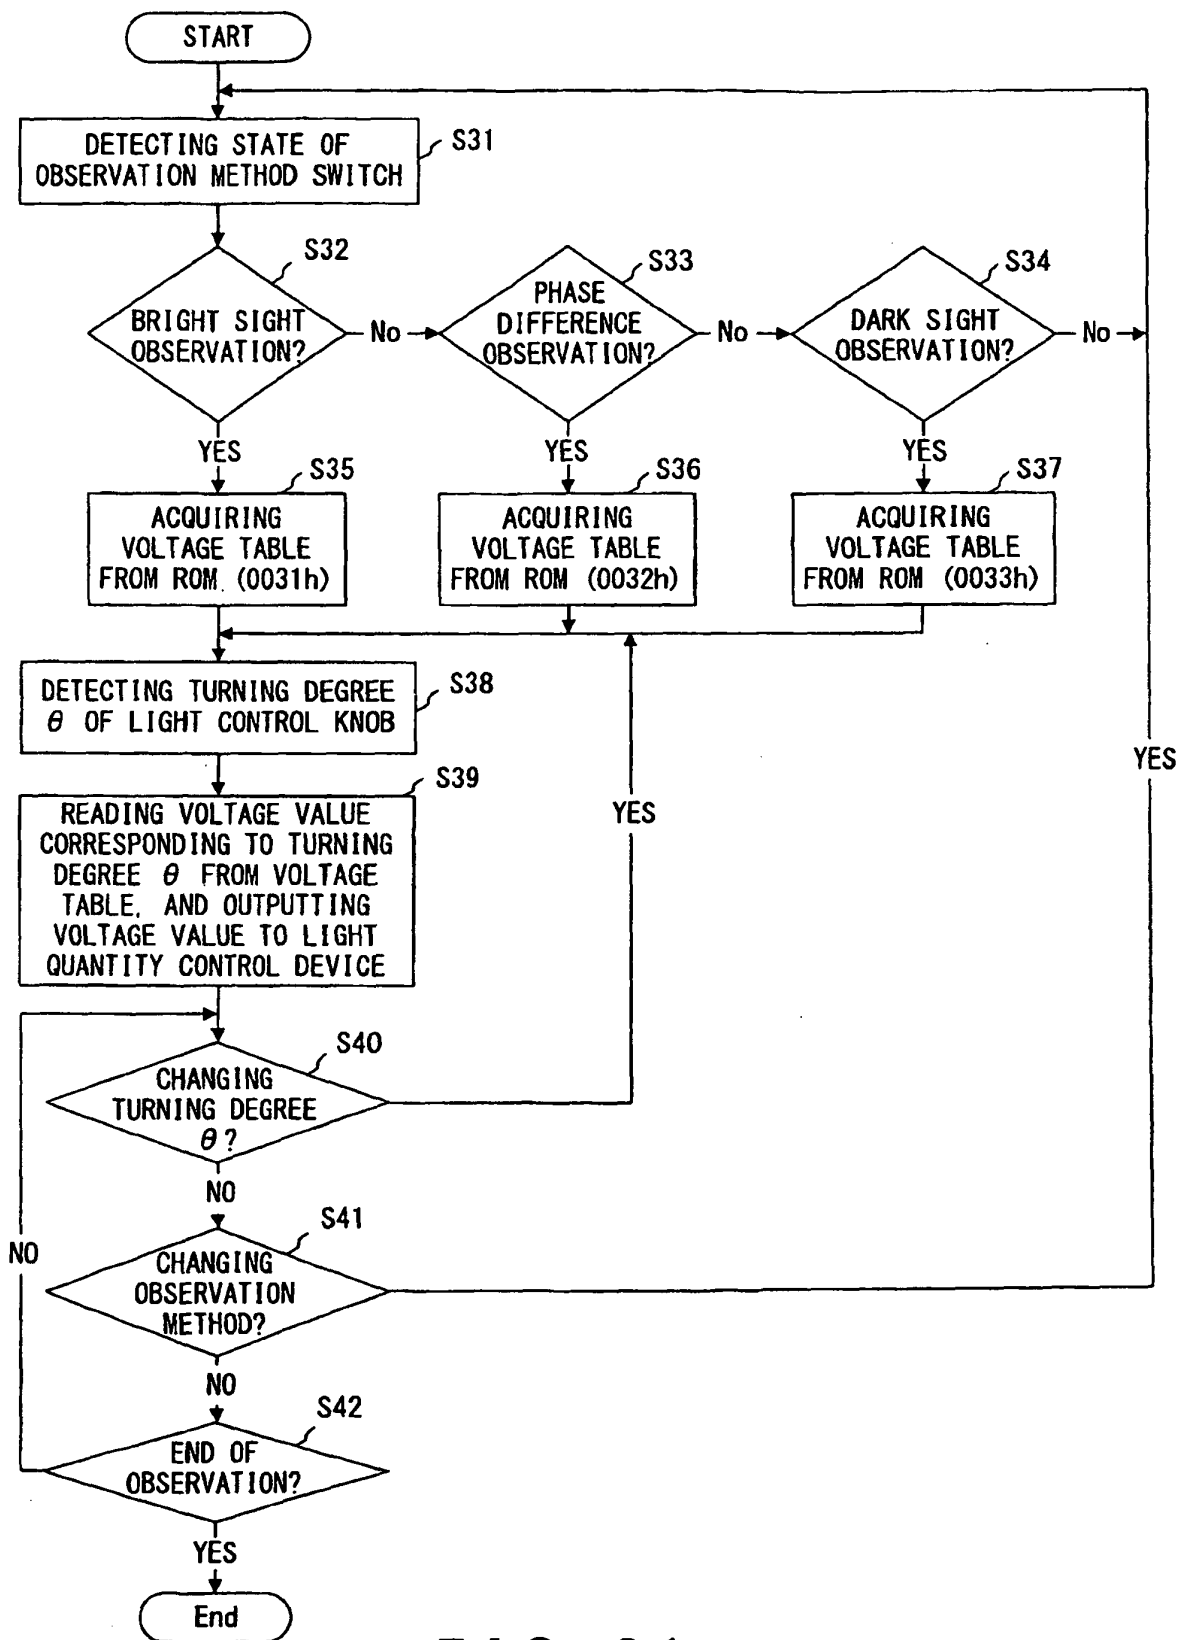 START
DETECTING STATE OF
OBSERVATION METHOD SWITCH
S31
S32
BRIGHT SIGHT
OBSERVATION?
No
S33
PHASE
DIFFERENCE
OBSERVATION?
No
S34
DARK SIGHT
OBSERVATION?
No
YES
YES
YES
S35
ACQUIRING
VOLTAGE TABLE
FROM ROM (0031h)
S36
ACQUIRING
VOLTAGE TABLE
FROM ROM (0032h)
S37
ACQUIRING
VOLTAGE TABLE
FROM ROM (0033h)
S38
DETECTING TURNING DEGREE
θ OF LIGHT CONTROL KNOB
S39
READING VOLTAGE VALUE
CORRESPONDING TO TURNING
DEGREE θ FROM VOLTAGE
TABLE, AND OUTPUTTING
VOLTAGE VALUE TO LIGHT
QUANTITY CONTROL DEVICE
YES
YES
S40
CHANGING
TURNING DEGREE
θ?
NO
S41
CHANGING
OBSERVATION
METHOD?
NO
NO
S42
END OF
OBSERVATION?
YES
End